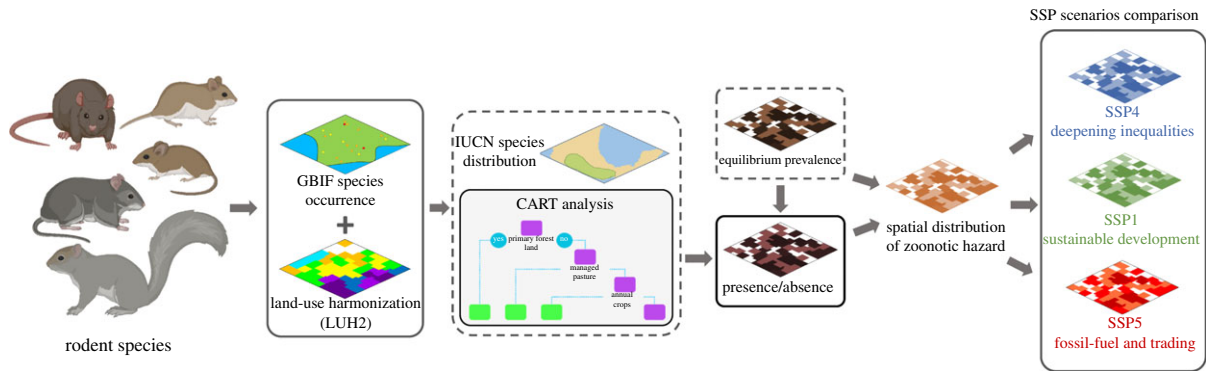 rodent species
GBIF species
occurrence
+
land-use harmonization
(LUH2)
IUCN species
distribution
CART analysis
yes
primary forest
land
no
managed
pasture
annual
crops
equilibrium prevalence
presence/absence
spatial distribution
of zoonotic hazard
SSP scenarios comparison
SSP4
deepening inequalities
SSP1
sustainable development
SSP5
fossil-fuel and trading